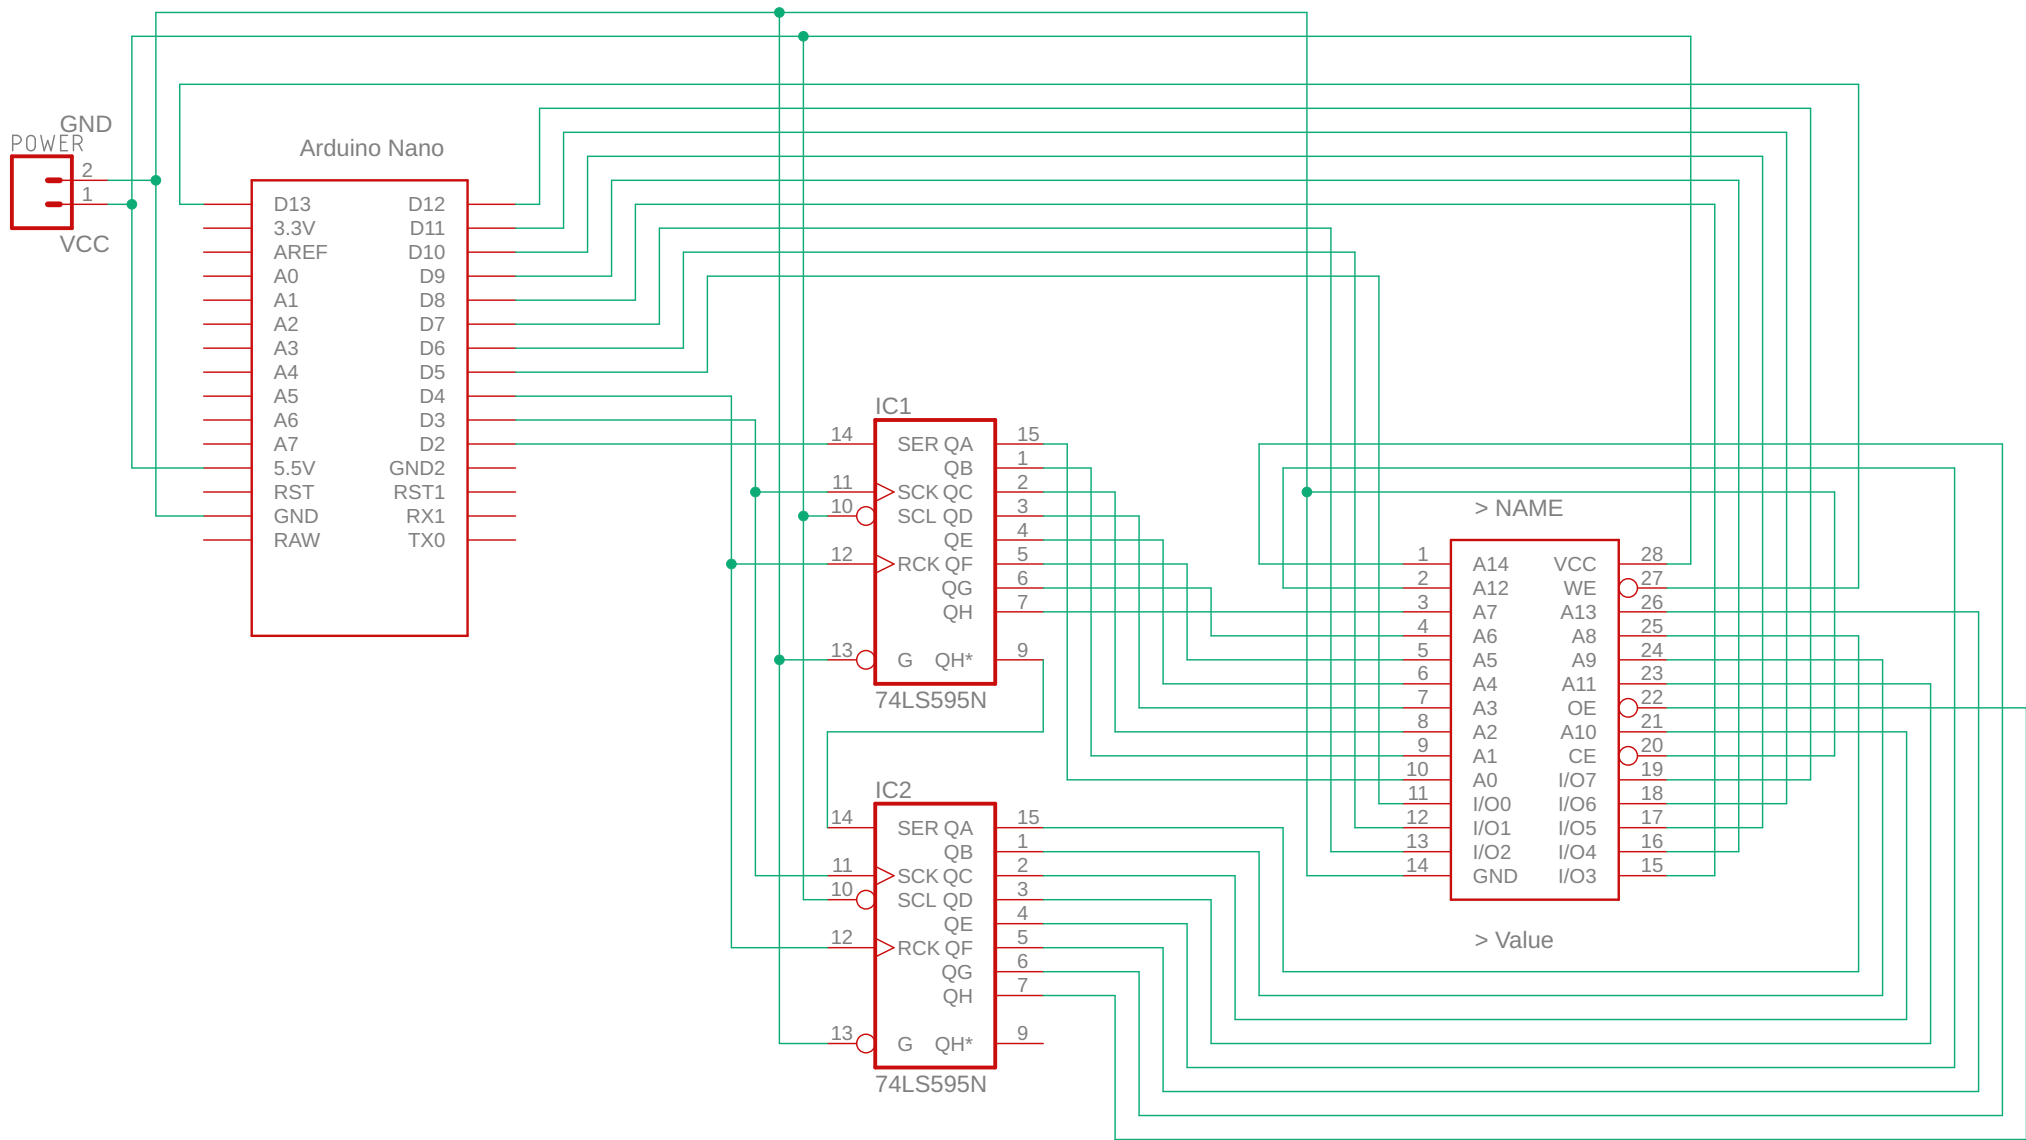 GND
POWER
2
1
VCC
Arduino Nano
D13 D12
3.3V D11
AREF D10
A0 D9
A1 D8
A2 D7
A3 D6
A4 D5
A5 D4
A6 D3
A7 D2
5.5V GND2
RST RST1
GND RX1
RAW TX0
IC1
14 SER QA 15
QB 1
11 SCK QC 2
10 SCL QD 3
QE 4
12 RCK QF 5
QG 6
QH 7
13 G QH* 9
74LS595N
IC2
14 SER QA 15
QB 1
11 SCK QC 2
10 SCL QD 3
QE 4
12 RCK QF 5
QG 6
QH 7
13 G QH* 9
74LS595N
> NAME
1 A14 VCC 28
2 A12 WE 27
3 A7 A13 26
4 A6 A8 25
5 A5 A9 24
6 A4 A11 23
7 A3 OE 22
8 A2 A10 21
9 A1 CE 20
10 A0 I/O7 19
11 I/O0 I/O6 18
12 I/O1 I/O5 17
13 I/O2 I/O4 16
14 GND I/O3 15
> Value